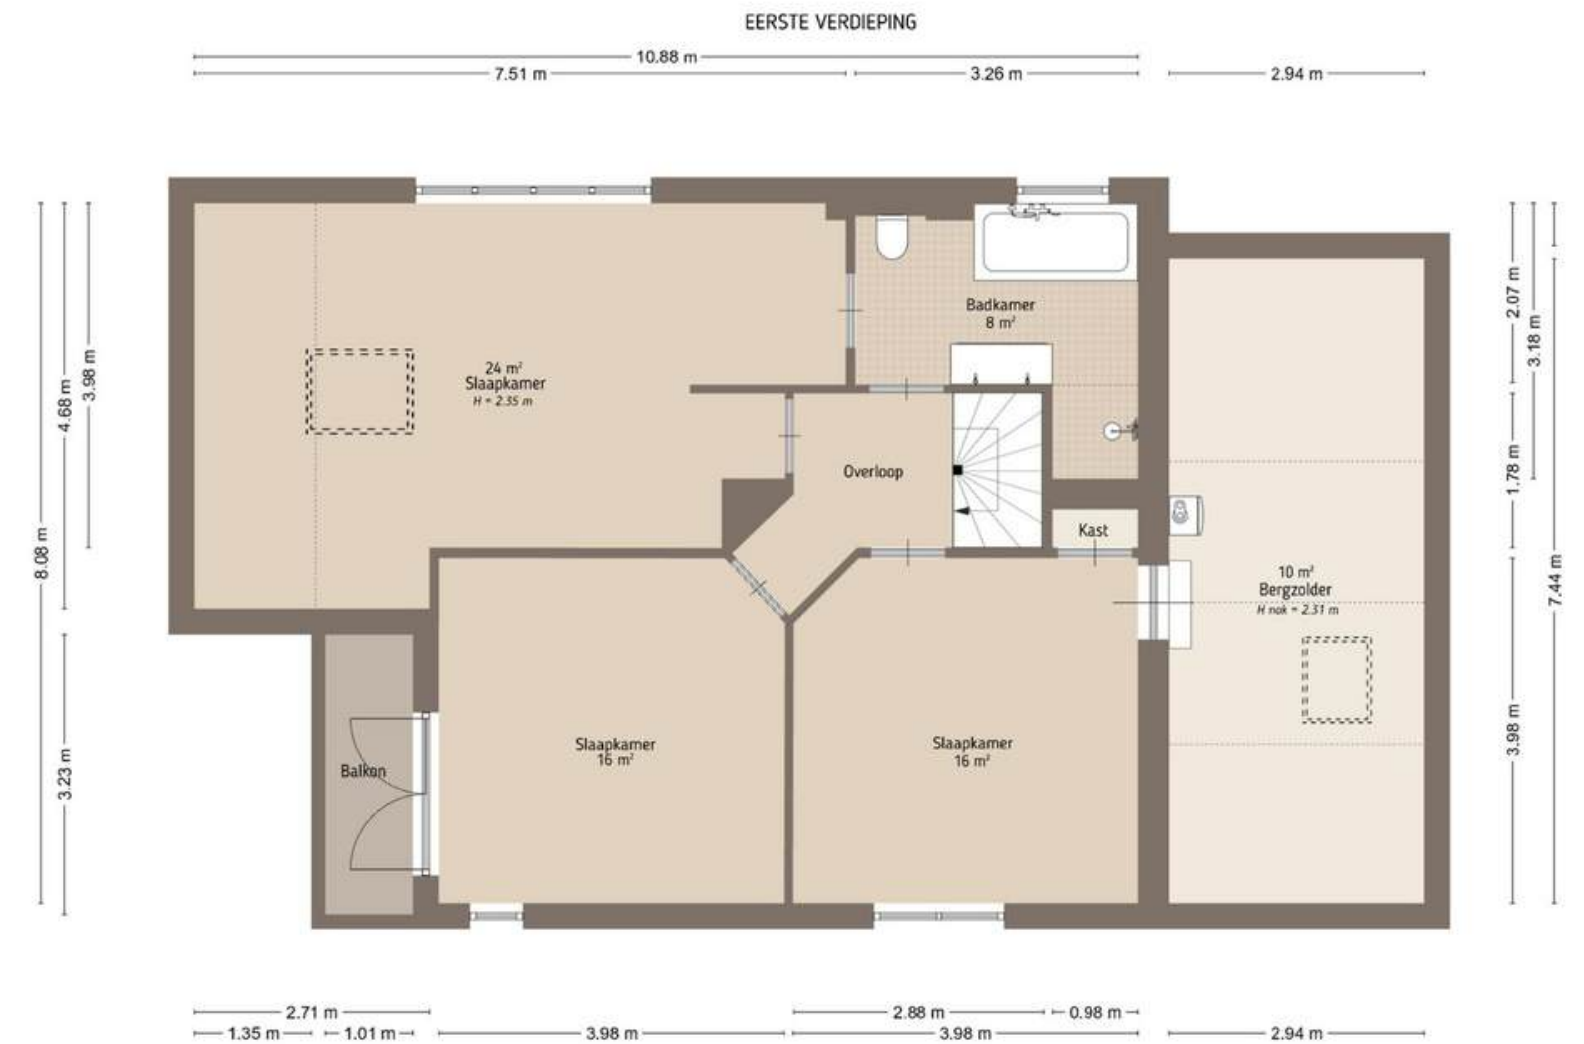 EERSTE VERDIEPING
10.88 m
7.51 m
3.26 m
2.94 m
8.08 m
4.68 m
3.98 m
3.23 m
24 m²
Slaapkamer
H = 2.35 m
Badkamer
8 m²
Overloop
Kast
10 m²
Bergzolder
H nok = 2.31 m
Balkon
Slaapkamer
16 m²
Slaapkamer
16 m²
2.07 m
3.18 m
1.78 m
7.44 m
3.98 m
2.71 m
2.88 m
0.98 m
1.35 m
1.01 m
3.98 m
3.98 m
2.94 m